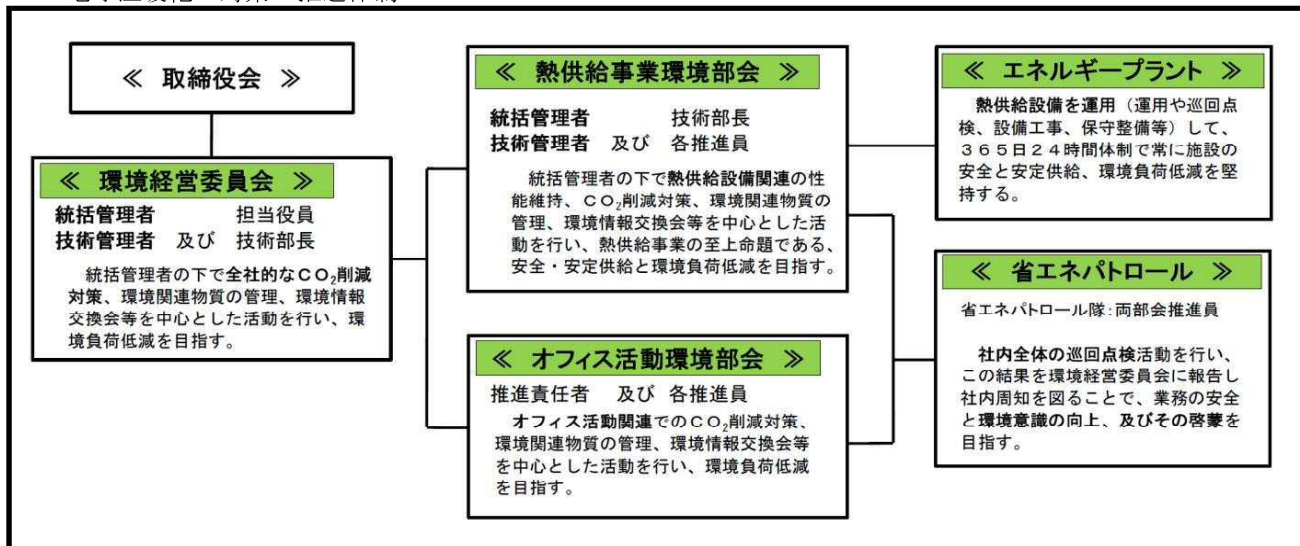 ≪ 取締役会 ≫
≪ 環境経営委員会 ≫
統括管理者 担当役員
技術管理者 及び 技術部長
統括管理者の下で全社的なCO₂削減
対策、環境関連物質の管理、環境情報
交換会等を中心とした活動を行い、環
境負荷低減を目指す。
≪ 熱供給事業環境部会 ≫
統括管理者 技術部長
技術管理者 及び 各推進員
統括管理者の下で熱供給設備関連の性
能維持、CO₂削減対策、環境関連物質の
管理、環境情報交換会等を中心とした活
動を行い、熱供給事業の至上命題である、
安全・安定供給と環境負荷低減を目指す。
≪ オフィス活動環境部会 ≫
推進責任者 及び 各推進員
オフィス活動関連でのCO₂削減対策、
環境関連物質の管理、環境情報交換会等
を中心とした活動を行い、環境負荷低減
を目指す。
≪ エネルギープラント ≫
熱供給設備を運用（運用や巡回点
検、設備工事、保守整備等）して、
３６５日２４時間体制で常に施設の
安全と安定供給、環境負荷低減を堅
持する。
≪ 省エネパトロール ≫
省エネパトロール隊：両部会推進員
社内全体の巡回点検活動を行い、
この結果を環境経営委員会に報告し
社内周知を図ることで、業務の安全
と環境意識の向上、及びその啓蒙を
目指す。